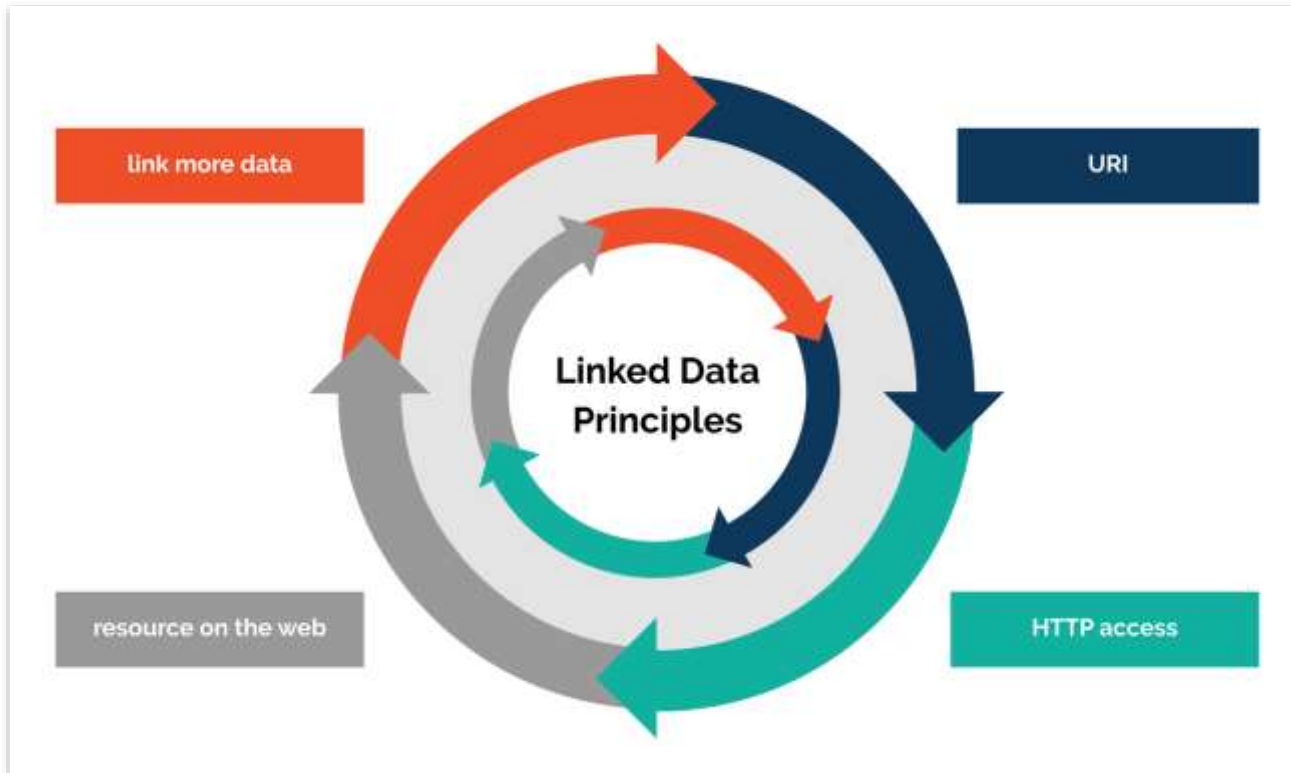 link more data
URI
Linked Data
Principles
resource on the web
HTTP access